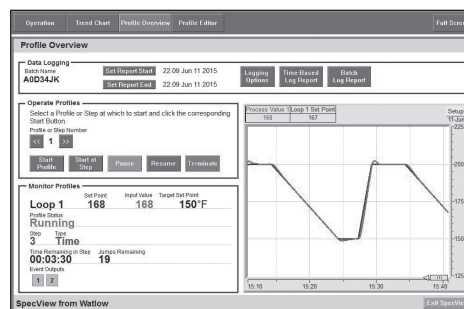 Operation Trend Chart Profile Overview Profile Editor Full Scree
Profile Overview
Data Logging
Batch Name
A0D34JK
Set Report Start 22 09 Jun 11 2015
Set Report End 22 09 Jun 11 2015
Logging Options
Time-Based Log Report
Batch Log Report
Operate Profiles
Select a Profile or Step at which to start and click the corresponding
Start Button.
Profile or Step Number
<< 1 >>
Start Profile
Start at Step
Pause
Resume
Terminate
Monitor Profiles
Set Point Input Value Target Set Point
Loop 1 168 168 150°F
Profile Status
Running
Step Type
3 Time
Time Remaining in Step Jumps Remaining
00:03:30 19
Event Outputs
1 2
Process Value 1 Loop 1 Set Point
168 167
Setup
11-Jun
225
200
175
150
125
15:10 15:20 15:30 15:40
SpecView from Watlow
Exit SpecView